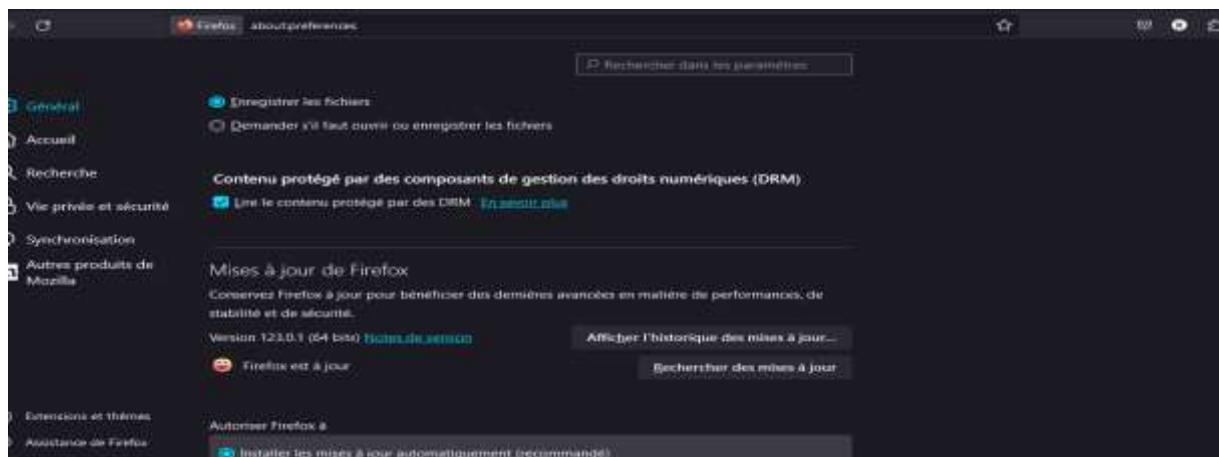 Firefox about:preferences
Rechercher dans les paramètres
Général
Accueil
Recherche
Vie privée et sécurité
Synchronisation
Autres produits de
Mozilla
Extensions et thèmes
Assistance de Firefox
Enregistrer les fichiers
Demander s'il faut ouvrir ou enregistrer les fichiers
Contenu protégé par des composants de gestion des droits numériques (DRM)
Lire le contenu protégé par des DRM En savoir plus
Mises à jour de Firefox
Conservez Firefox à jour pour bénéficier des dernières avancées en matière de performances, de
stabilité et de sécurité.
Version 123.0.1 (64 bits) Notes de version
Afficher l'historique des mises à jour...
Firefox est à jour
Rechercher des mises à jour
Autoriser Firefox à
Installer les mises à jour automatiquement (recommandé)